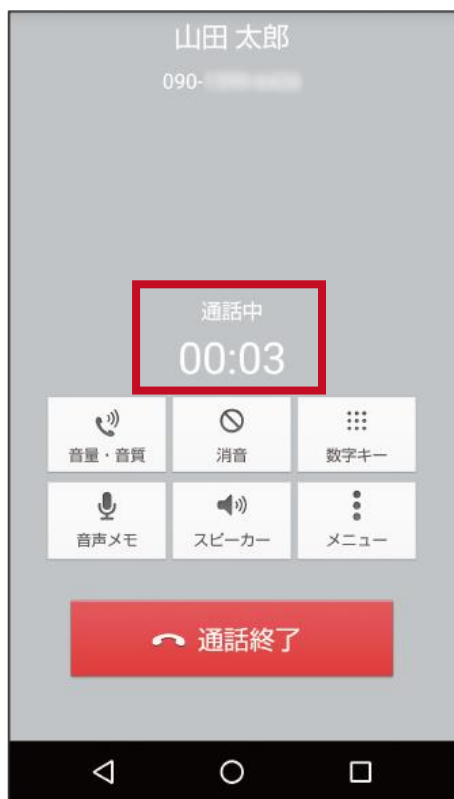 山田 太郎
090-
通話中
00:03
音量・音質 消音 数字キー
音声メモ スピーカー メニュー
通話終了